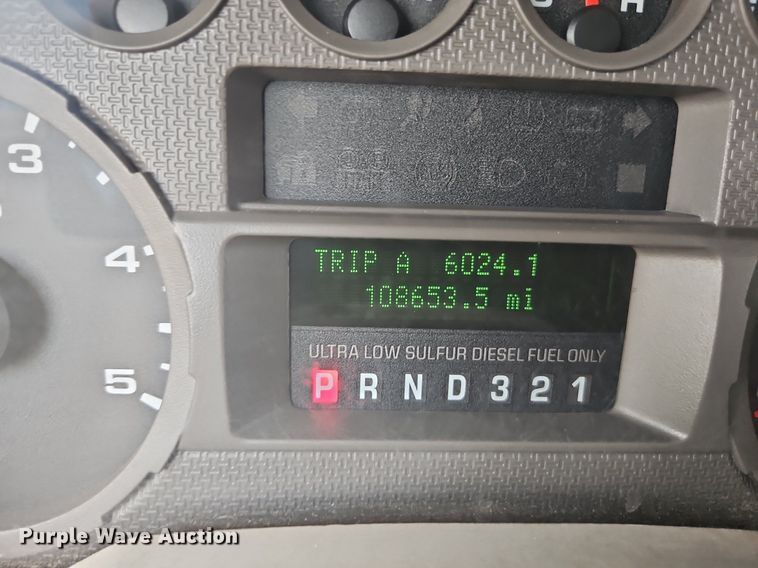 H
3
4
5
TRIP A 6024.1
108653.5 mi
ULTRA LOW SULFUR DIESEL FUEL ONLY
P R N D 3 2 1
Purple Wave Auction